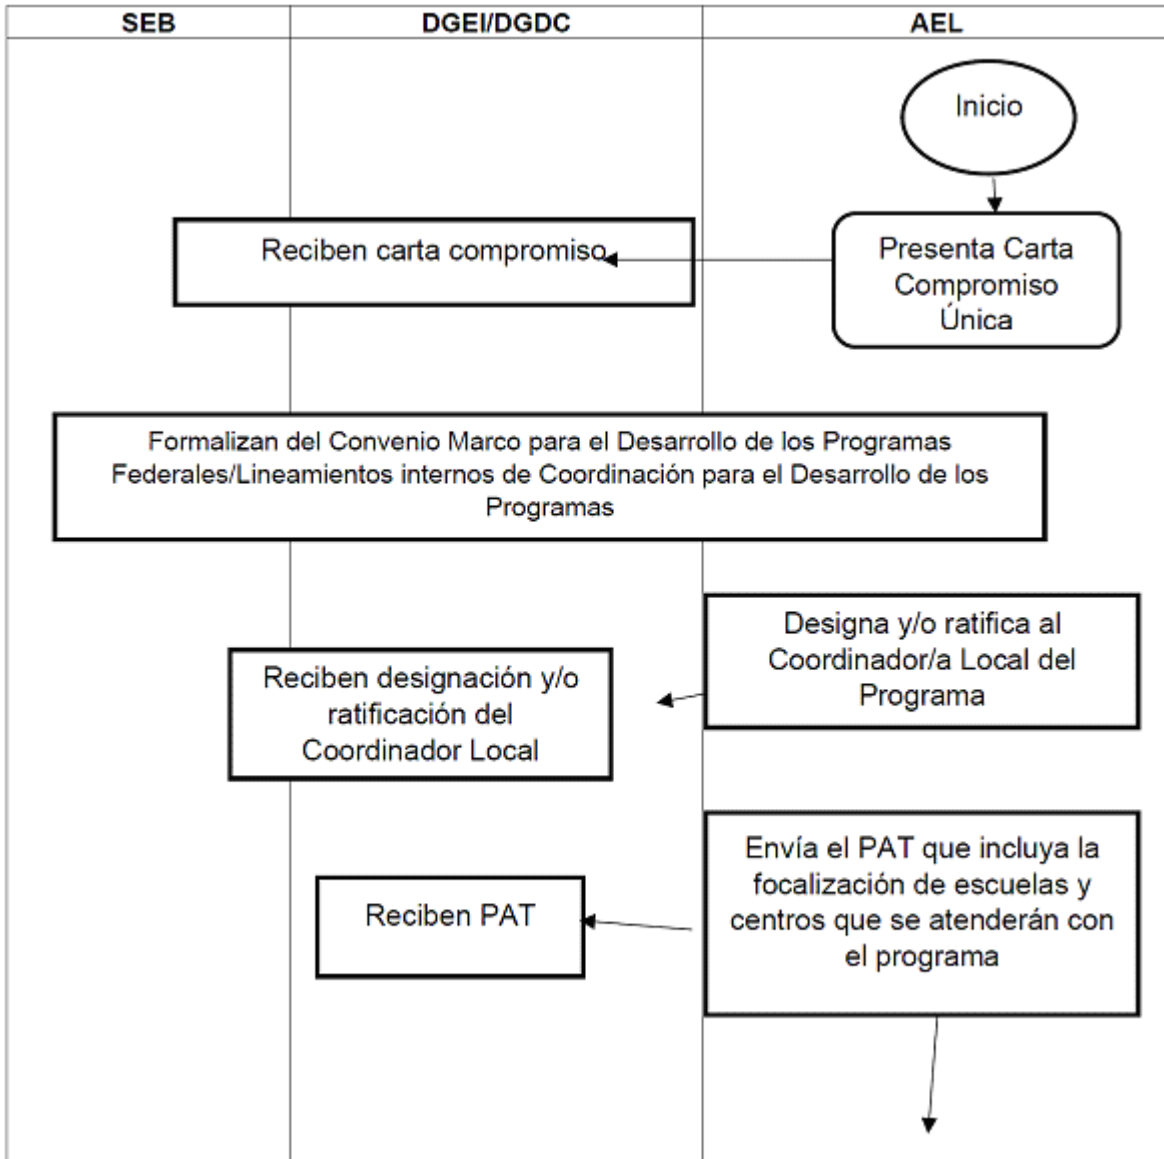 SEB
DGEI/DGDC
AEL
Inicio
Presenta Carta
Compromiso
Única
Reciben carta compromiso
Formalizan del Convenio Marco para el Desarrollo de los Programas
Federales/Lineamientos internos de Coordinación para el Desarrollo de los
Programas
Designa y/o ratifica al
Coordinador/a Local del
Programa
Reciben designación y/o
ratificación del
Coordinador Local
Envía el PAT que incluya la
focalización de escuelas y
centros que se atenderán con
el programa
Reciben PAT